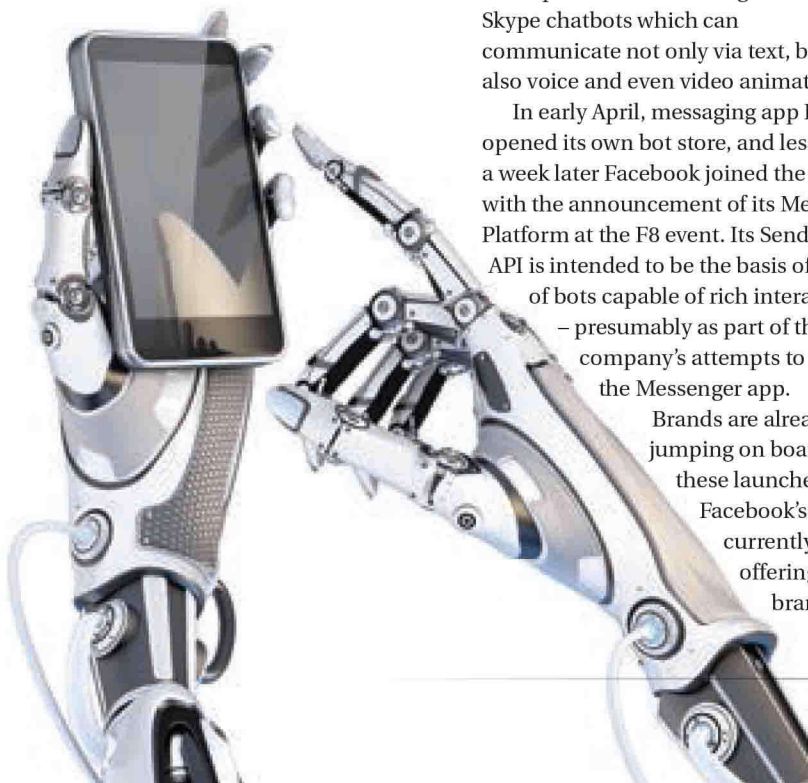 Skype chatbots which can
communicate not only via text, b
also voice and even video animat
In early April, messaging app
opened its own bot store, and les
a week later Facebook joined the
with the announcement of its Me
Platform at the F8 event. Its Send
API is intended to be the basis of
of bots capable of rich intera
– presumably as part of th
company’s attempts to
the Messenger app.
Brands are alrea
jumping on boa
these launche
Facebook’s
currently
offering
bran